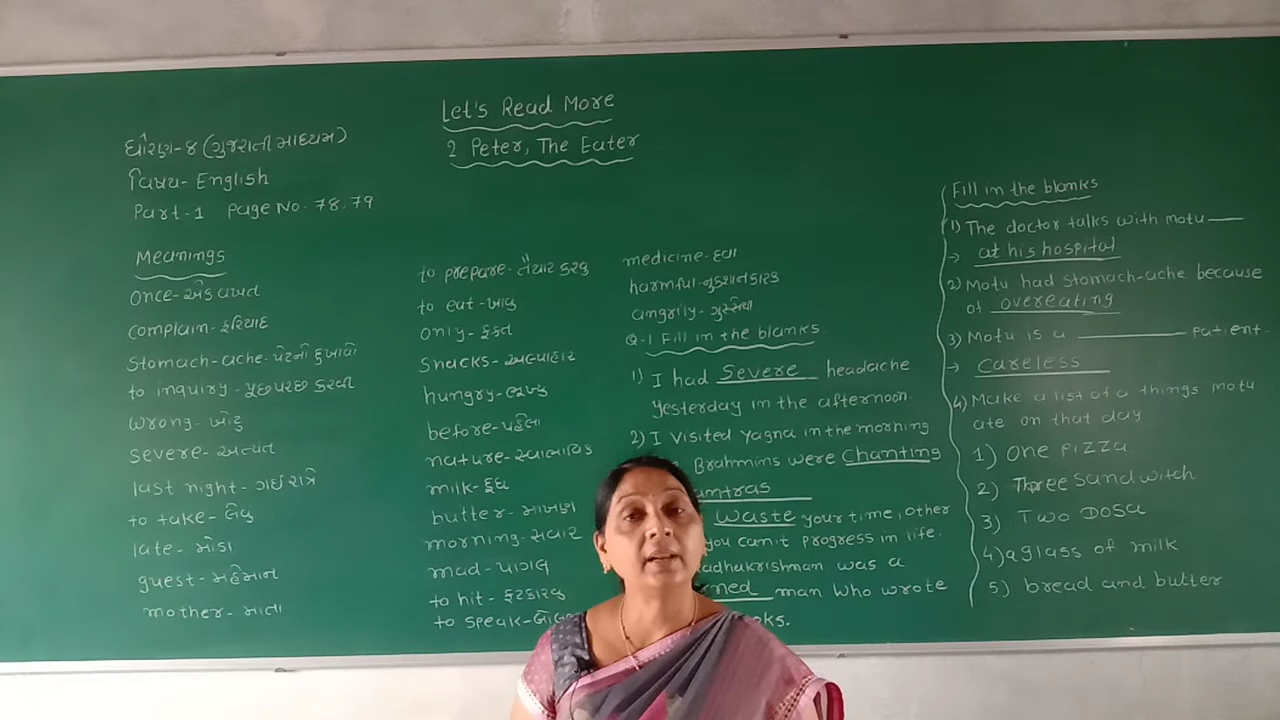 Let's Read More
2 Peter, The Eater
ધોરણ-૪ (ગુજરાતી માધ્યમ)
વિષય- English
Part-1 Page No. 78.79
Meanings
once-એક વખત
complain-ફરિયાદ
Stomach-ache-પેટનો દુખાવો
to inquiry-પુછપરછ કરવી
wrong-ખોટુ
severe-અત્યંત
last night-ગઈ રાત્રે
to take-લેવુ
late-મોડા
guest-મહેમાન
mother-માતા
to prepare-તૈયાર કરવુ
to eat-ખાવુ
only-ફકત
Snacks-અલ્પાહાર
hungry-ભૂખ્યુ
before-પહેલા
nature-સ્વાભાવિક
milk-દુધ
butter-માખણ
morning-સવાર
mad-પાગલ
to hit-ફટકારવુ
to speak-
medicine-દવા
harmful-નુકશાનકારક
angrily-ગુસ્સેથી
Q-1 Fill in the blanks
1) I had Severe headache
yesterday in the afternoon.
2) I visited Yagna in the morning
Brahmins were Chanting
waste your time, other
you can't progress in life.
was a
man who wrote
Fill in the blanks
1) The doctor talks with motu
→ at his hospital
2) Motu had stomach-ache because
of overeating
3) Motu is a patient.
→ Careless
4) Make a list of a things motu
ate on that day
1) One Pizza
2) Three Sandwitch
3) Two Dosa
4) a glass of milk
5) bread and butter